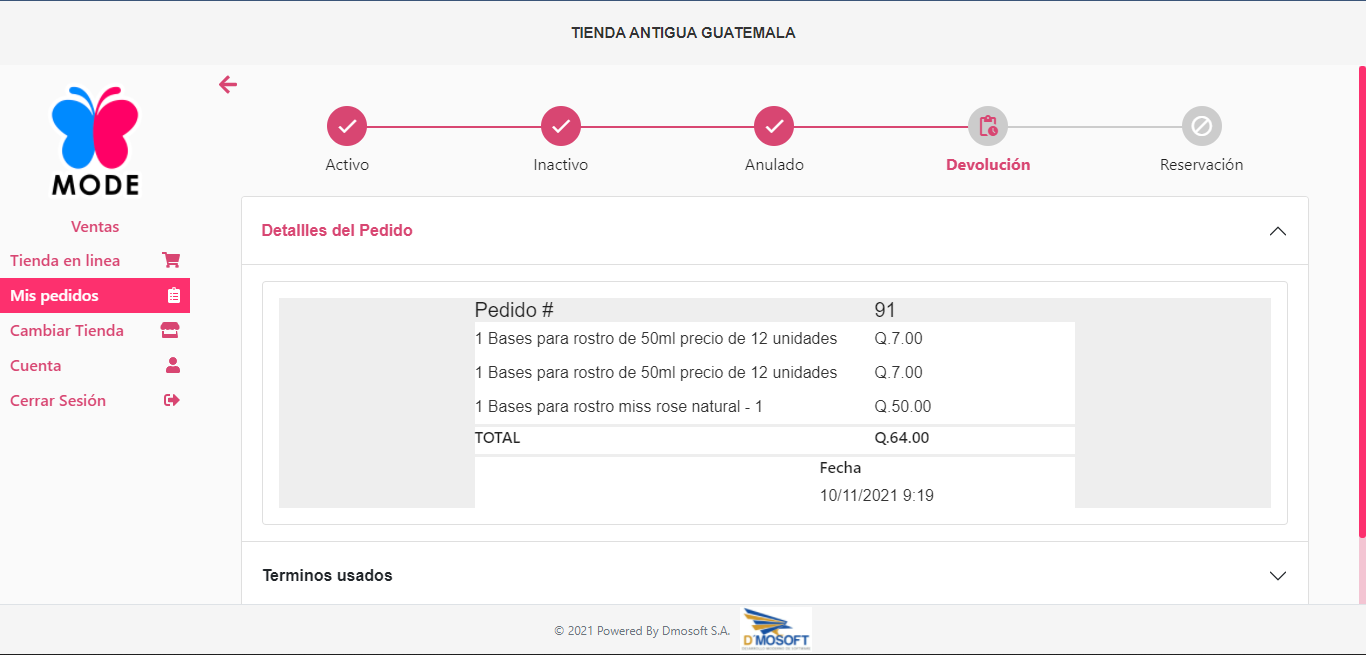 TIENDA ANTIGUA GUATEMALA
MODE
Ventas
Tienda en linea
Mis pedidos
Cambiar Tienda
Cuenta
Cerrar Sesión
Activo
Inactivo
Anulado
Devolución
Reservación
Detallles del Pedido
Pedido # 91
1 Bases para rostro de 50ml precio de 12 unidades Q.7.00
1 Bases para rostro de 50ml precio de 12 unidades Q.7.00
1 Bases para rostro miss rose natural - 1 Q.50.00
TOTAL Q.64.00
Fecha
10/11/2021 9:19
Terminos usados
© 2021 Powered By Dmosoft S.A.
D'MOSOFT